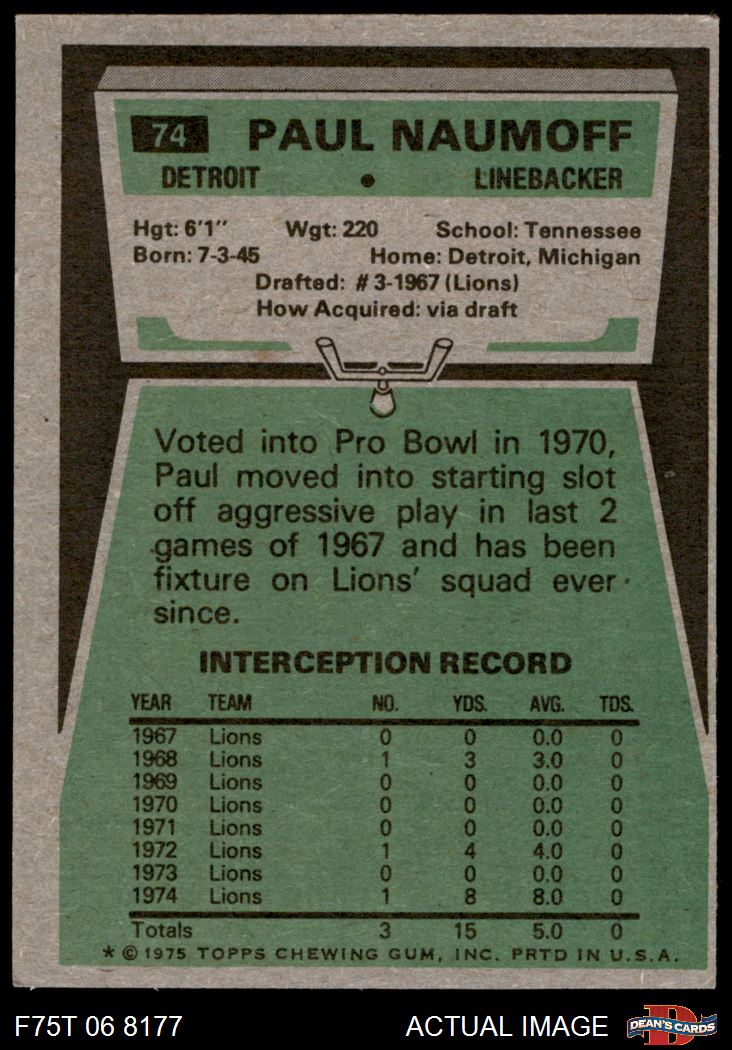 74 PAUL NAUMOFF
DETROIT • LINEBACKER
Hgt: 6'1" Wgt: 220 School: Tennessee
Born: 7-3-45 Home: Detroit, Michigan
Drafted: #3-1967 (Lions)
How Acquired: via draft
Voted into Pro Bowl in 1970,
Paul moved into starting slot
off aggressive play in last 2
games of 1967 and has been
fixture on Lions' squad ever
since.
INTERCEPTION RECORD
YEAR TEAM NO. YDS. AVG. TDS.
1967 Lions 0 0 0.0 0
1968 Lions 1 3 3.0 0
1969 Lions 0 0 0.0 0
1970 Lions 0 0 0.0 0
1971 Lions 0 0 0.0 0
1972 Lions 1 4 4.0 0
1973 Lions 0 0 0.0 0
1974 Lions 1 8 8.0 0
Totals 3 15 5.0 0
* © 1975 TOPPS CHEWING GUM, INC. PRTD IN U.S.A.
F75T 06 8177 ACTUAL IMAGE DEAN'S CARDS